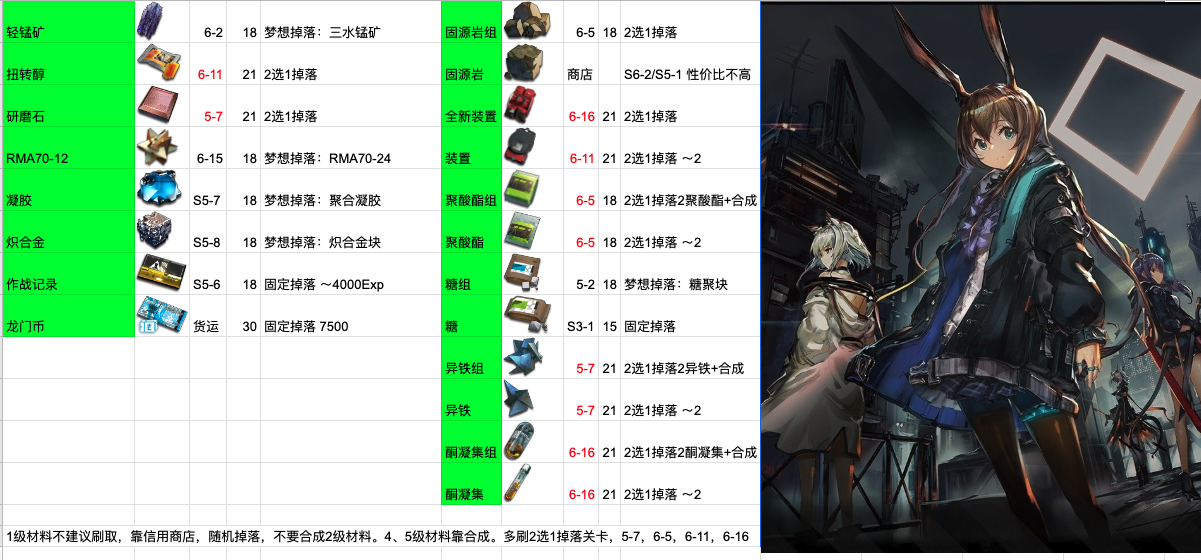 轻锰矿 6-2 18 梦想掉落：三水锰矿
扭转醇 6-11 21 2选1掉落
研磨石 5-7 21 2选1掉落
RMA70-12 6-15 18 梦想掉落：RMA70-24
凝胶 S5-7 18 梦想掉落：聚合凝胶
炽合金 S5-8 18 梦想掉落：炽合金块
作战记录 S5-6 18 固定掉落 ～4000Exp
龙门币 货运 30 固定掉落 7500
固源岩组 6-5 18 2选1掉落
固源岩 商店 S6-2/S5-1 性价比不高
全新装置 6-16 21 2选1掉落
装置 6-11 21 2选1掉落 ～2
聚酸酯组 6-5 18 2选1掉落2聚酸酯+合成
聚酸酯 6-5 18 2选1掉落 ～2
糖组 5-2 18 梦想掉落：糖聚块
糖 S3-1 15 固定掉落
异铁组 5-7 21 2选1掉落2异铁+合成
异铁 5-7 21 2选1掉落 ～2
酮凝集组 6-16 21 2选1掉落2酮凝集+合成
酮凝集 6-16 21 2选1掉落 ～2
1级材料不建议刷取，靠信用商店，随机掉落，不要合成2级材料。4、5级材料靠合成。多刷2选1掉落关卡，5-7，6-5，6-11，6-16